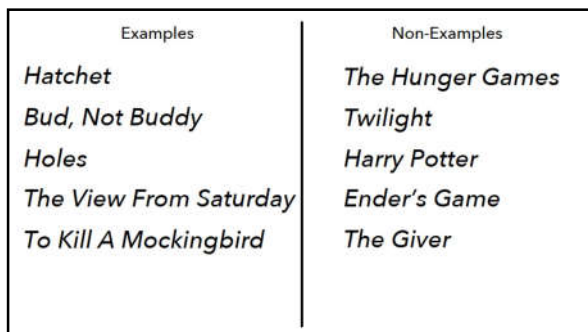 Examples
Hatchet
Bud, Not Buddy
Holes
The View From Saturday
To Kill A Mockingbird
Non-Examples
The Hunger Games
Twilight
Harry Potter
Ender's Game
The Giver